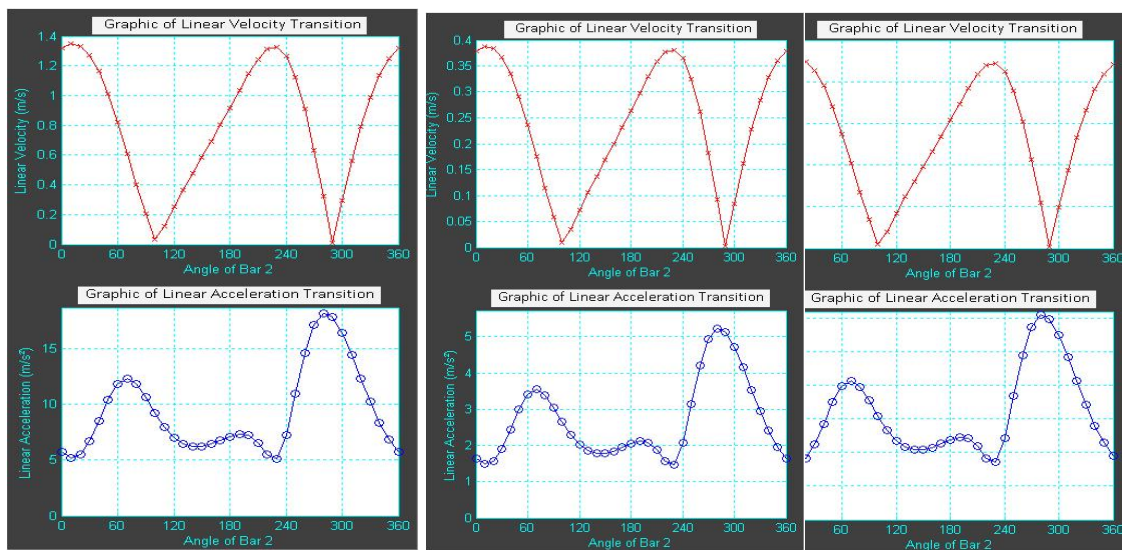 Graphic of Linear Velocity Transition
1.4
1.2
1
0.8
0.6
0.4
0.2
0
Linear Velocity (m/s)
0 60 120 180 240 300 360
Angle of Bar 2
Graphic of Linear Acceleration Transition
15
10
5
0
Linear Acceleration (m/s²)
0 60 120 180 240 300 360
Angle of Bar 2
Graphic of Linear Velocity Transition
0.4
0.35
0.3
0.25
0.2
0.15
0.1
0.05
0
Linear Velocity (m/s)
0 60 120 180 240 300 360
Angle of Bar 2
Graphic of Linear Acceleration Transition
5
4
3
2
1
0
Linear Acceleration (m/s²)
0 60 120 180 240 300 360
Angle of Bar 2
Graphic of Linear Velocity Transition
60 120 180 240 300 360
Angle of Bar 2
Graphic of Linear Acceleration Transition
60 120 180 240 300 360
Angle of Bar 2